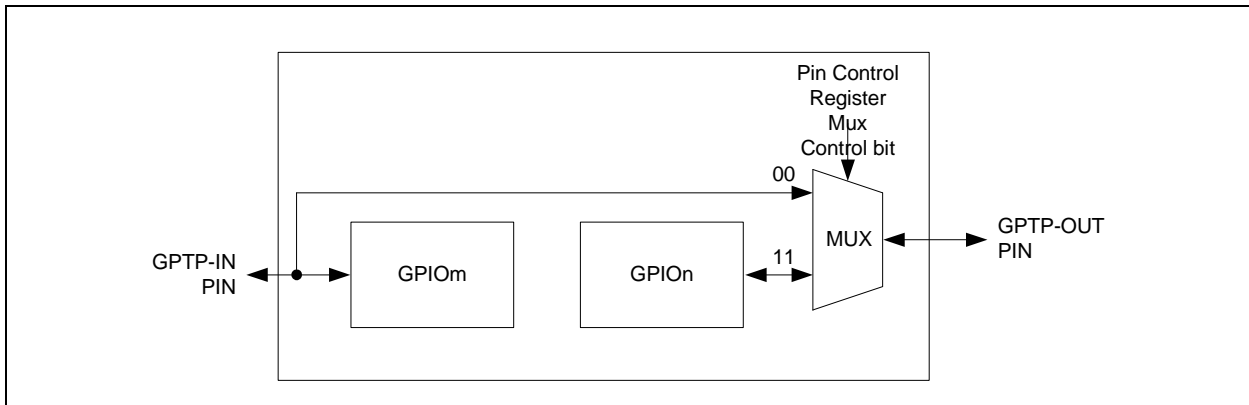 Pin Control
Register
Mux
Control bit
00
GPTP-IN
PIN
GPIOm
GPIOn
11
MUX
GPTP-OUT
PIN